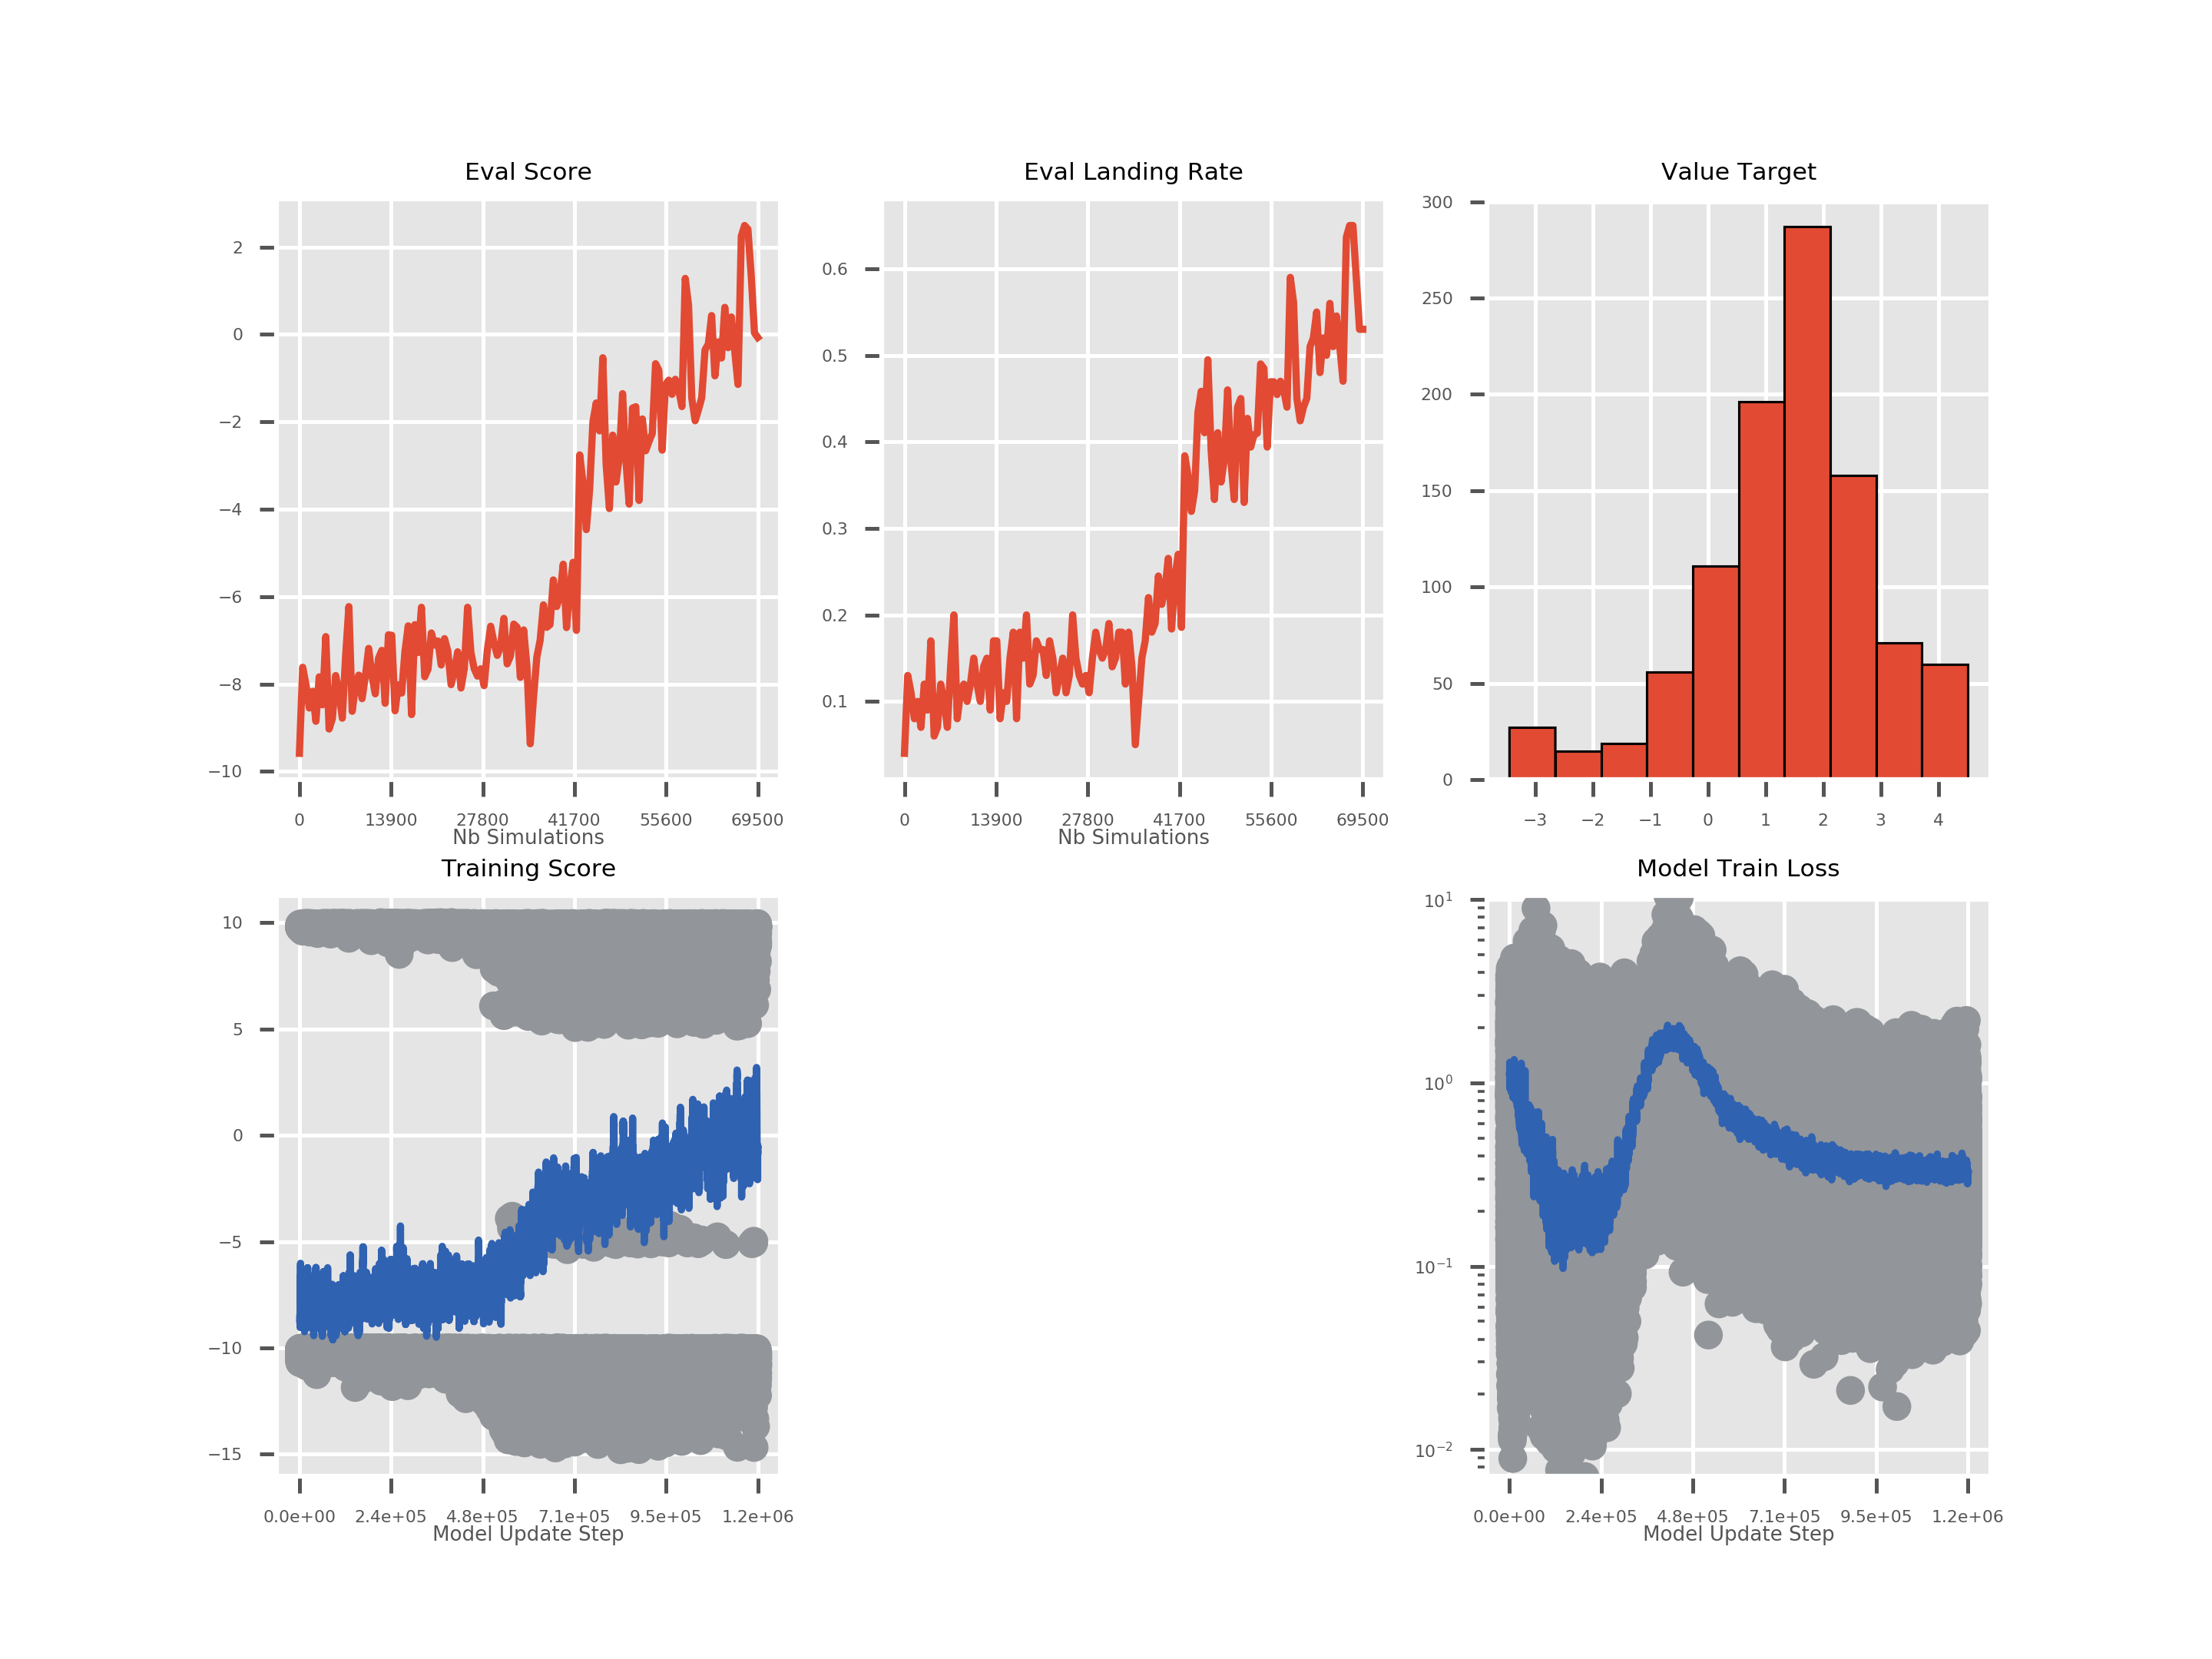 Eval Score
2
0
−2
−4
−6
−8
−10
0 13900 27800 41700 55600 69500
Nb Simulations
Eval Landing Rate
0.6
0.5
0.4
0.3
0.2
0.1
0 13900 27800 41700 55600 69500
Nb Simulations
Value Target
300
250
200
150
100
50
0
−3 −2 −1 0 1 2 3 4
Training Score
10
5
0
−5
−10
−15
0.0e+00 2.4e+05 4.8e+05 7.1e+05 9.5e+05 1.2e+06
Model Update Step
Model Train Loss
10¹
10⁰
10⁻¹
10⁻²
0.0e+00 2.4e+05 4.8e+05 7.1e+05 9.5e+05 1.2e+06
Model Update Step